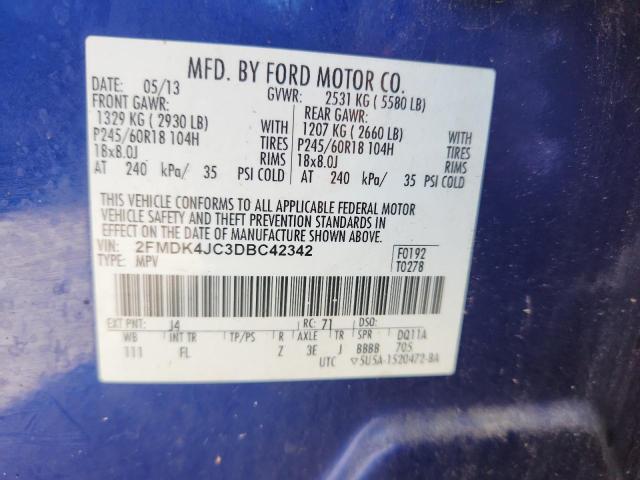 MFD. BY FORD MOTOR CO.
DATE: 05/13 GVWR: 2531 KG ( 5580 LB)
FRONT GAWR: REAR GAWR:
1329 KG ( 2930 LB) WITH 1207 KG ( 2660 LB) WITH
P245/60R18 104H TIRES P245/60R18 104H TIRES
18x8.0J RIMS 18x8.0J RIMS
AT 240 kPa/ 35 PSI COLD AT 240 kPa/ 35 PSI COLD
THIS VEHICLE CONFORMS TO ALL APPLICABLE FEDERAL MOTOR
VEHICLE SAFETY AND THEFT PREVENTION STANDARDS IN
EFFECT ON THE DATE OF MANUFACTURE SHOWN ABOVE.
VIN: 2FMDK4JC3DBC42342 F0192
TYPE: MPV T0278
EXT PNT: J4 RC: 71 DSO:
WB INT TR TP/PS R AXLE TR SPR DQ11A
111 FL Z 3E J BBBB 705
UTC ▽5U5A-1520472-BA